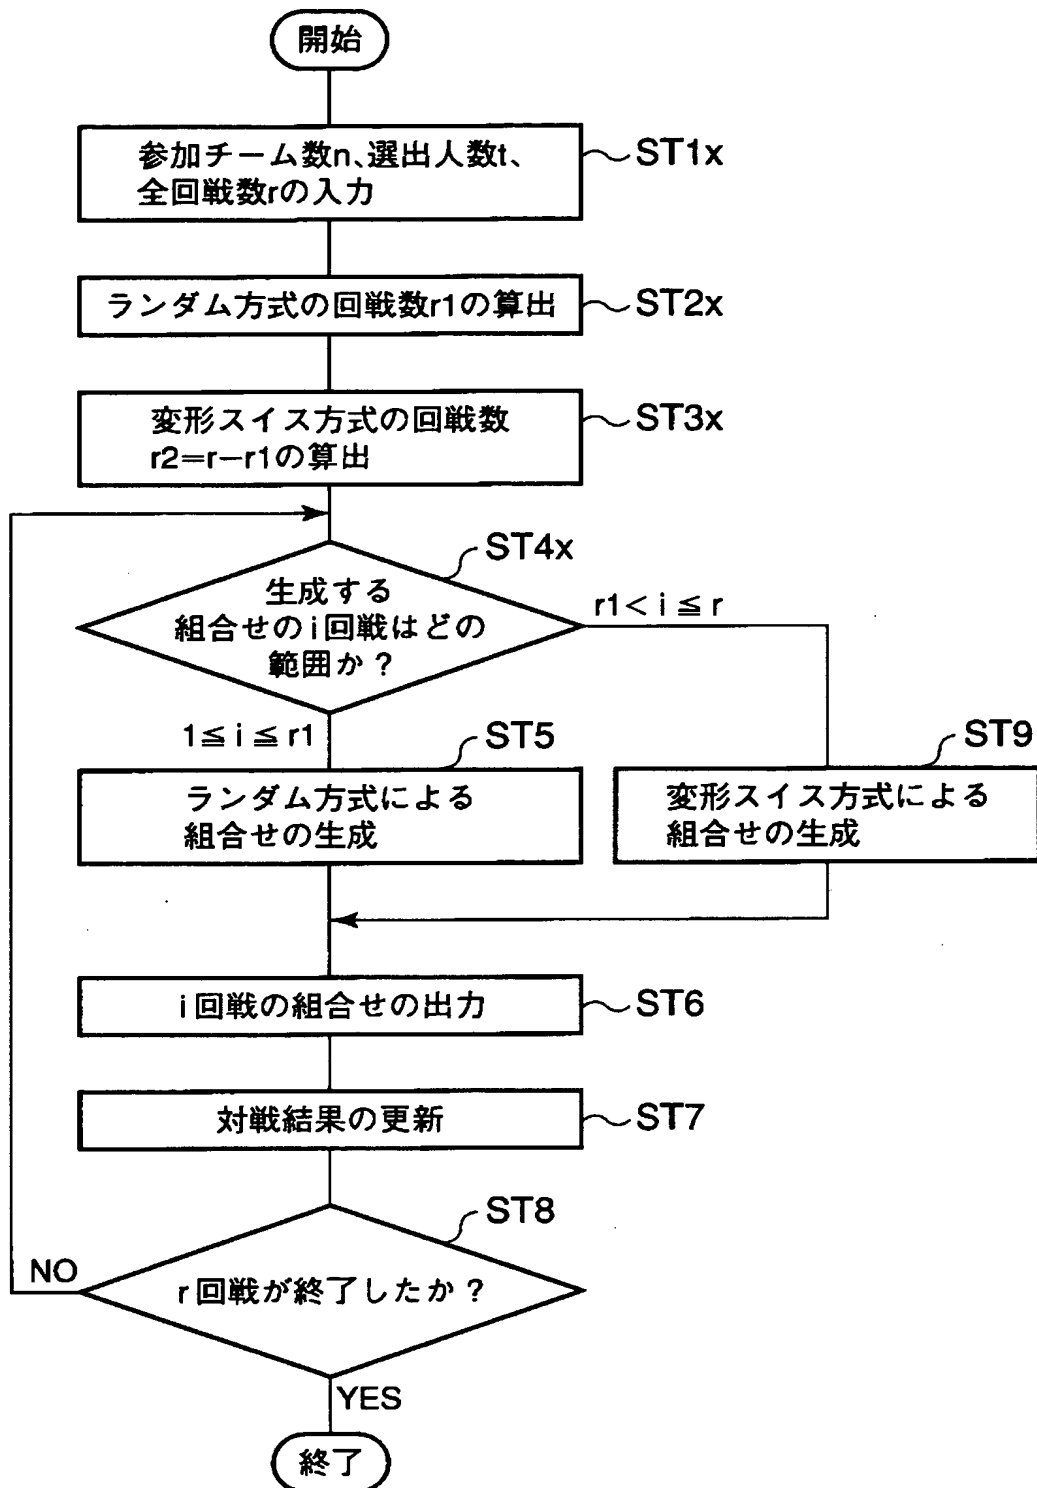 開始
参加チーム数n、選出人数t、
全回戦数rの入力
ST1x
ランダム方式の回戦数r1の算出
ST2x
変形スイス方式の回戦数
r2=r−r1の算出
ST3x
ST4x
生成する
組合せのi回戦はどの
範囲か?
r1< i ≦ r
1≦ i ≦ r1
ST5
ランダム方式による
組合せの生成
ST9
変形スイス方式による
組合せの生成
i回戦の組合せの出力
ST6
対戦結果の更新
ST7
ST8
r回戦が終了したか?
NO
YES
終了